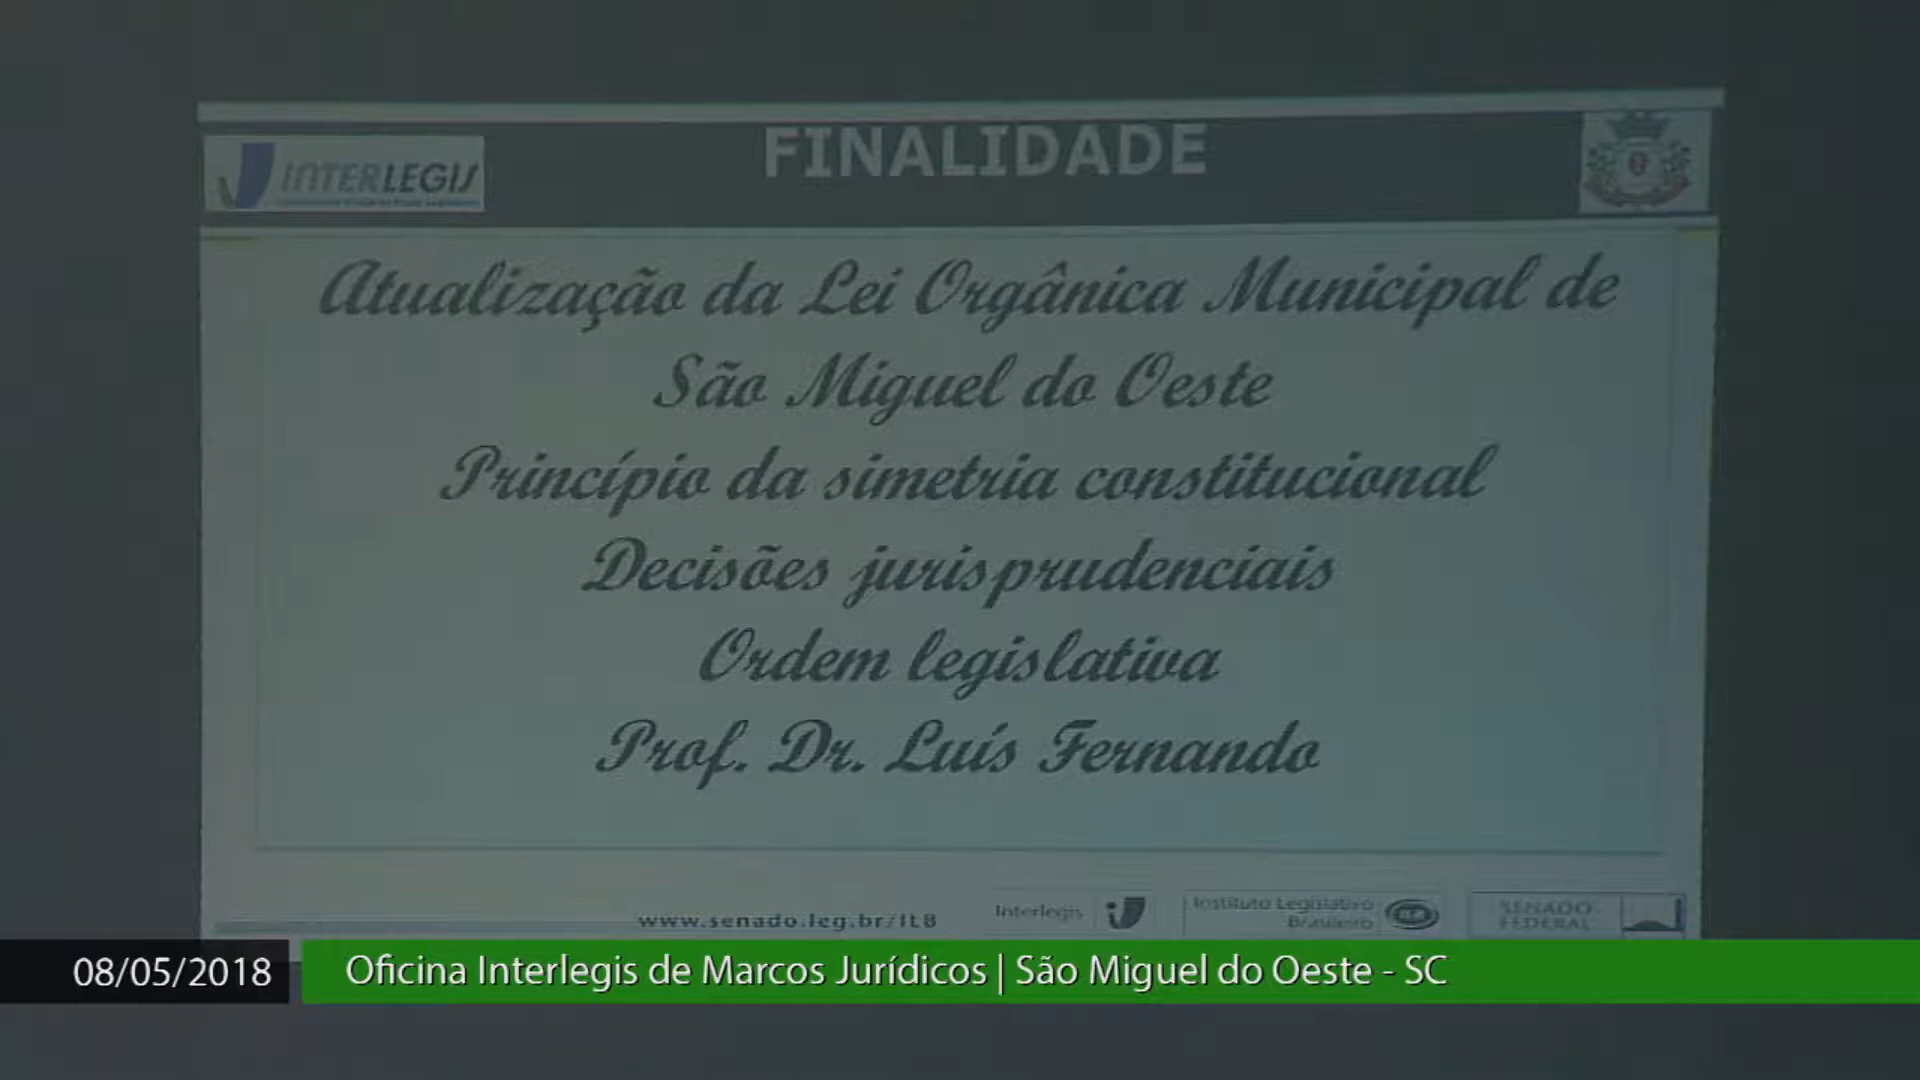 FINALIDADE
INTERLEGIS
Atualização da Lei Orgânica Municipal de
São Miguel do Oeste
Princípio da simetria constitucional
Decisões jurisprudenciais
Ordem legislativa
Prof. Dr. Luís Fernando
www.senado.leg.br/ILB
Interlegis
Instituto Legislativo
Brasileiro
SENADO
FEDERAL
08/05/2018
Oficina Interlegis de Marcos Jurídicos | São Miguel do Oeste - SC